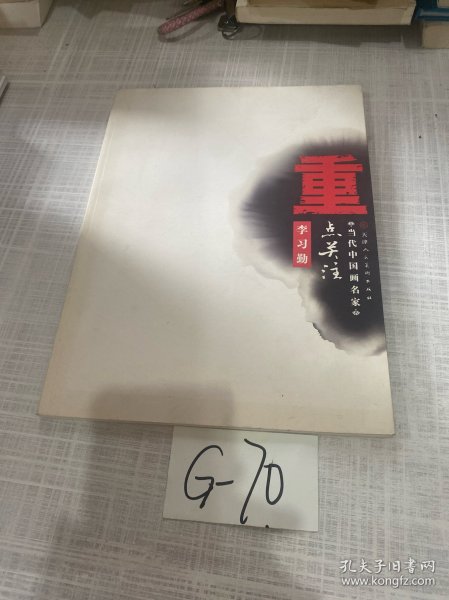 重
点关注
李习勤
当代中国画名家
天津人民美术出版社
G-70
孔夫子旧书网
www.kongfz.com